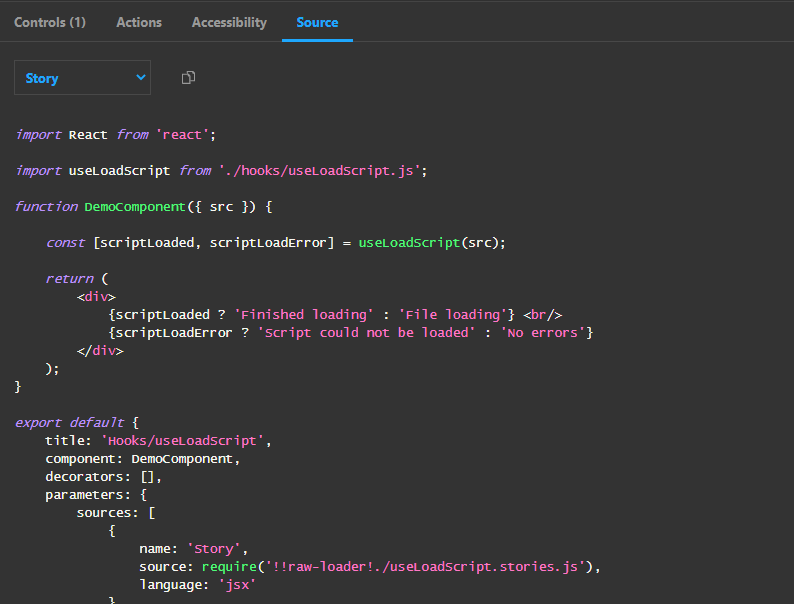 Controls (1) Actions Accessibility Source
Story
import React from 'react';
import useLoadScript from './hooks/useLoadScript.js';
function DemoComponent({ src }) {
const [scriptLoaded, scriptLoadError] = useLoadScript(src);
return (
<div>
{scriptLoaded ? 'Finished loading' : 'File loading'} <br/>
{scriptLoadError ? 'Script could not be loaded' : 'No errors'}
</div>
);
}
export default {
title: 'Hooks/useLoadScript',
component: DemoComponent,
decorators: [],
parameters: {
sources: [
{
name: 'Story',
source: require('!!raw-loader!./useLoadScript.stories.js'),
language: 'jsx'
}